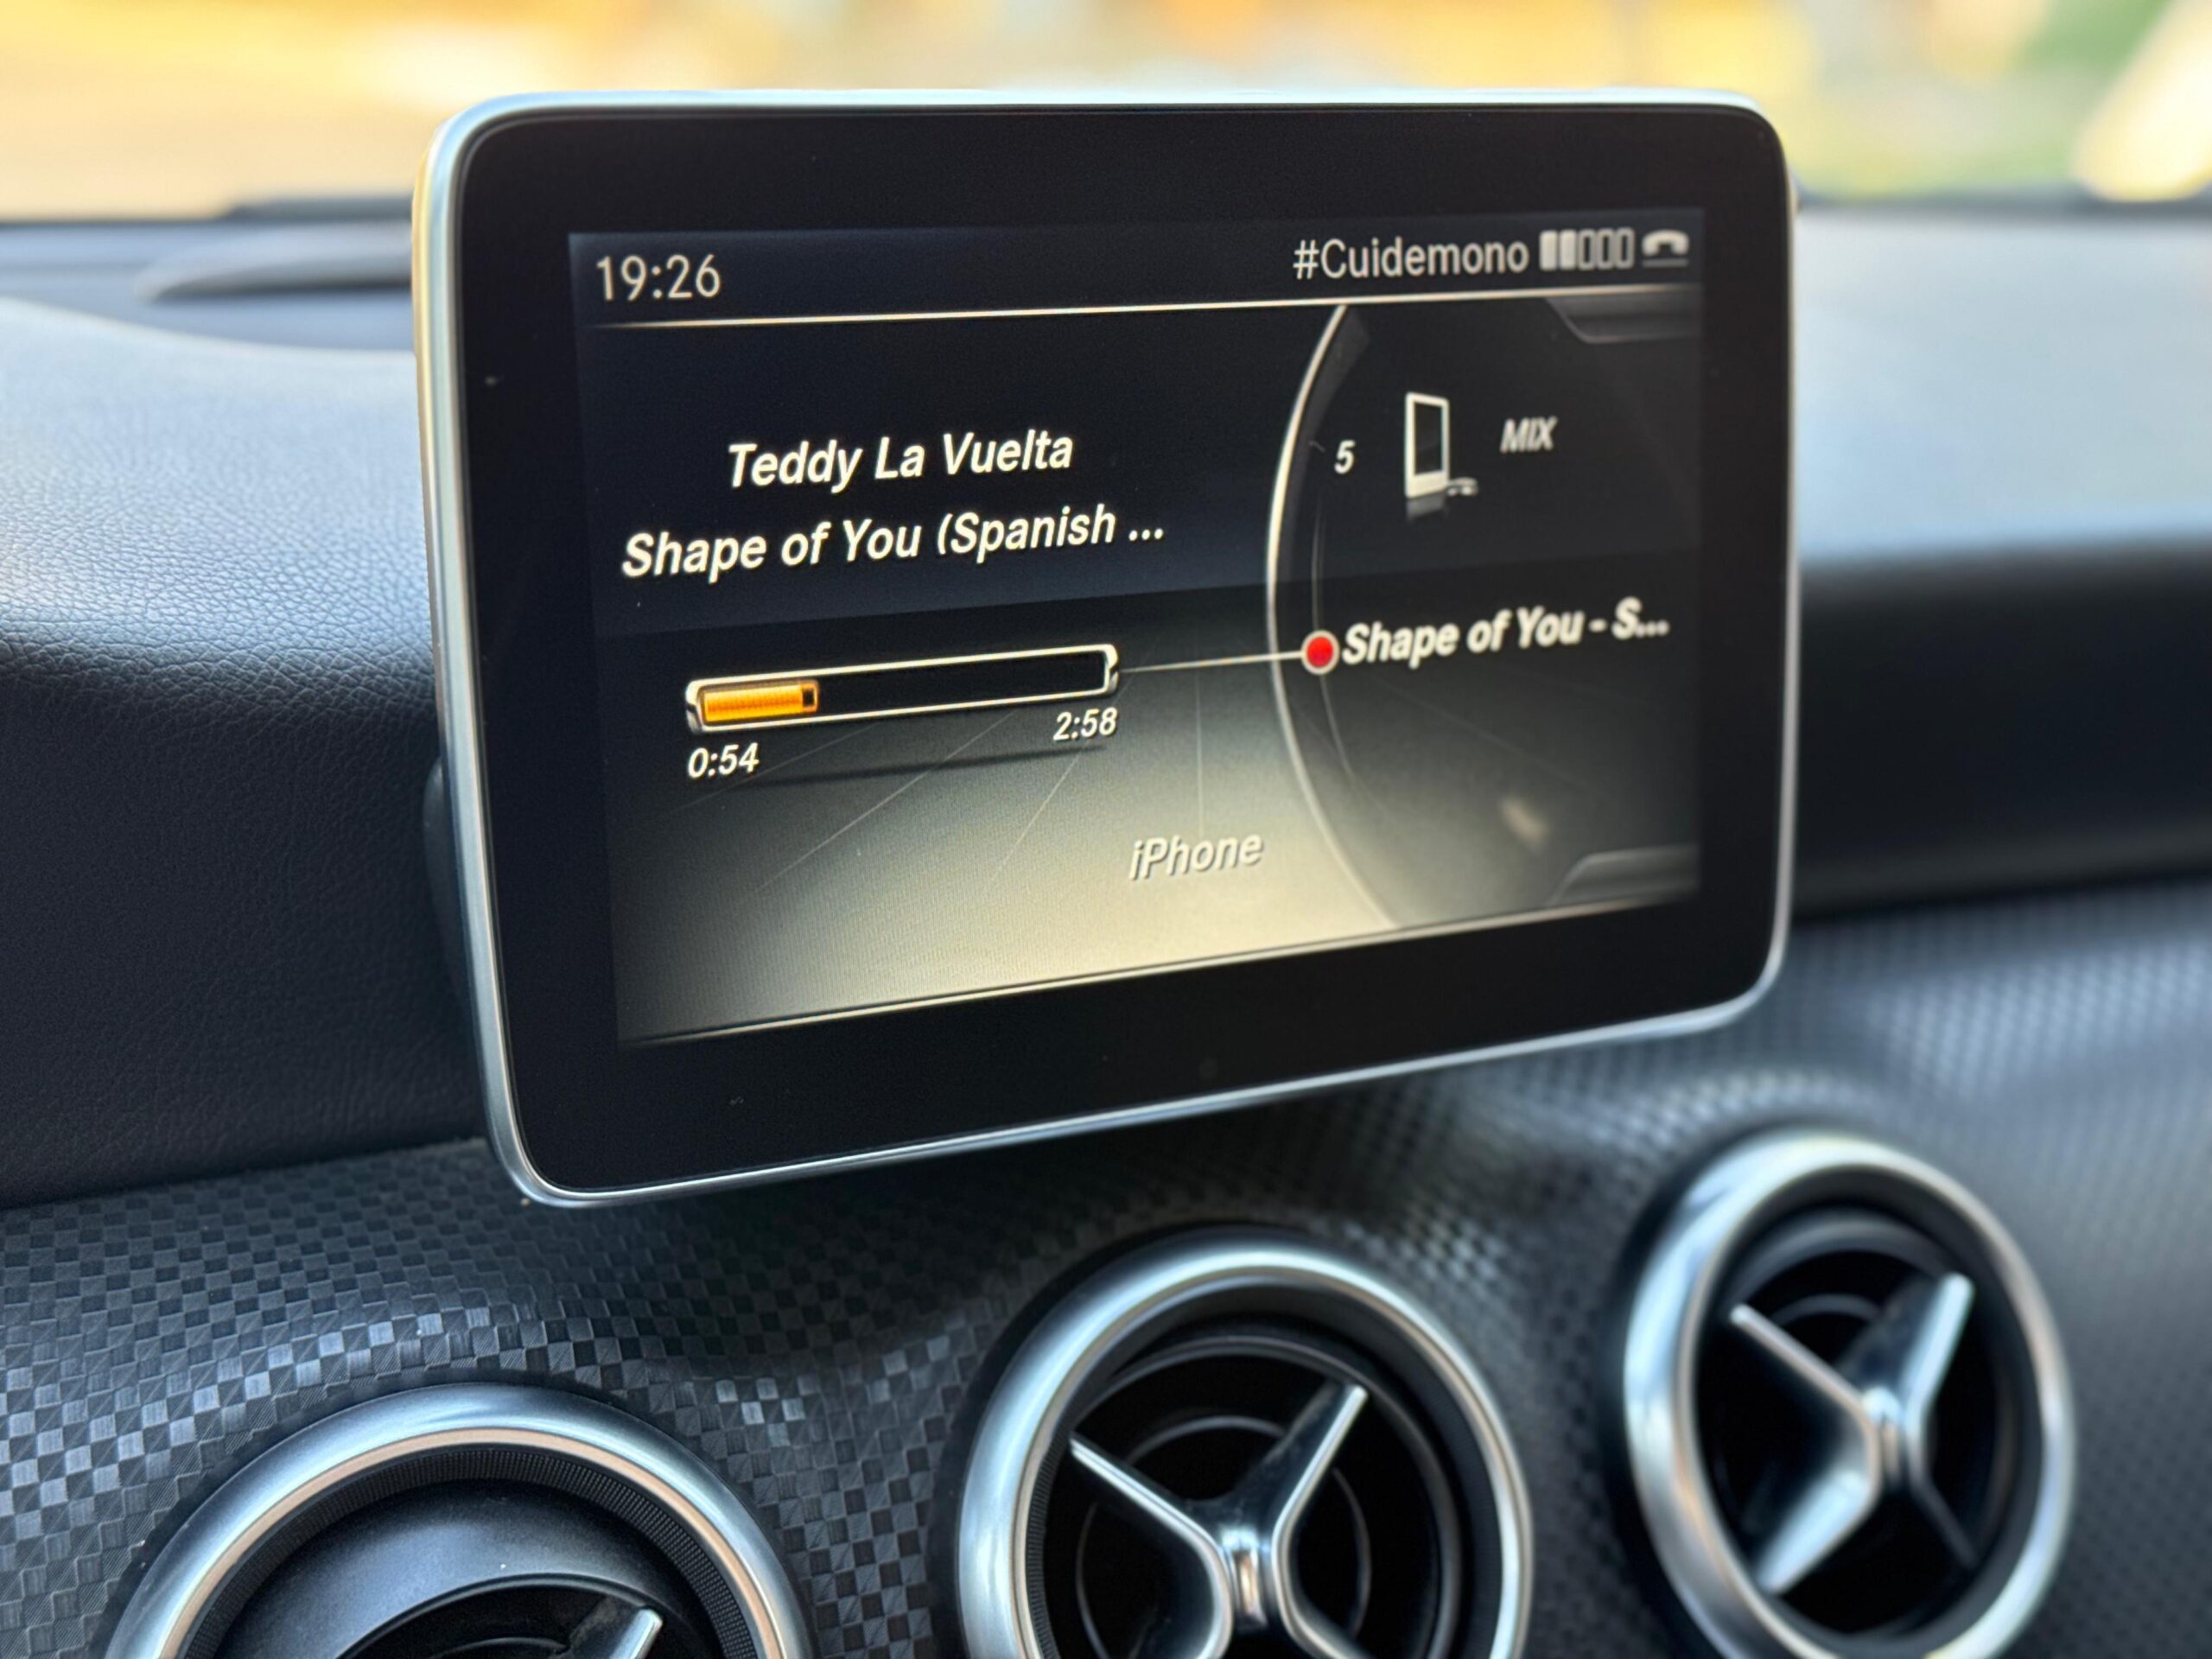 19:26
#Cuidemono
Teddy La Vuelta
Shape of You (Spanish ...
0:54
2:58
iPhone
5
MIX
Shape of You - S...